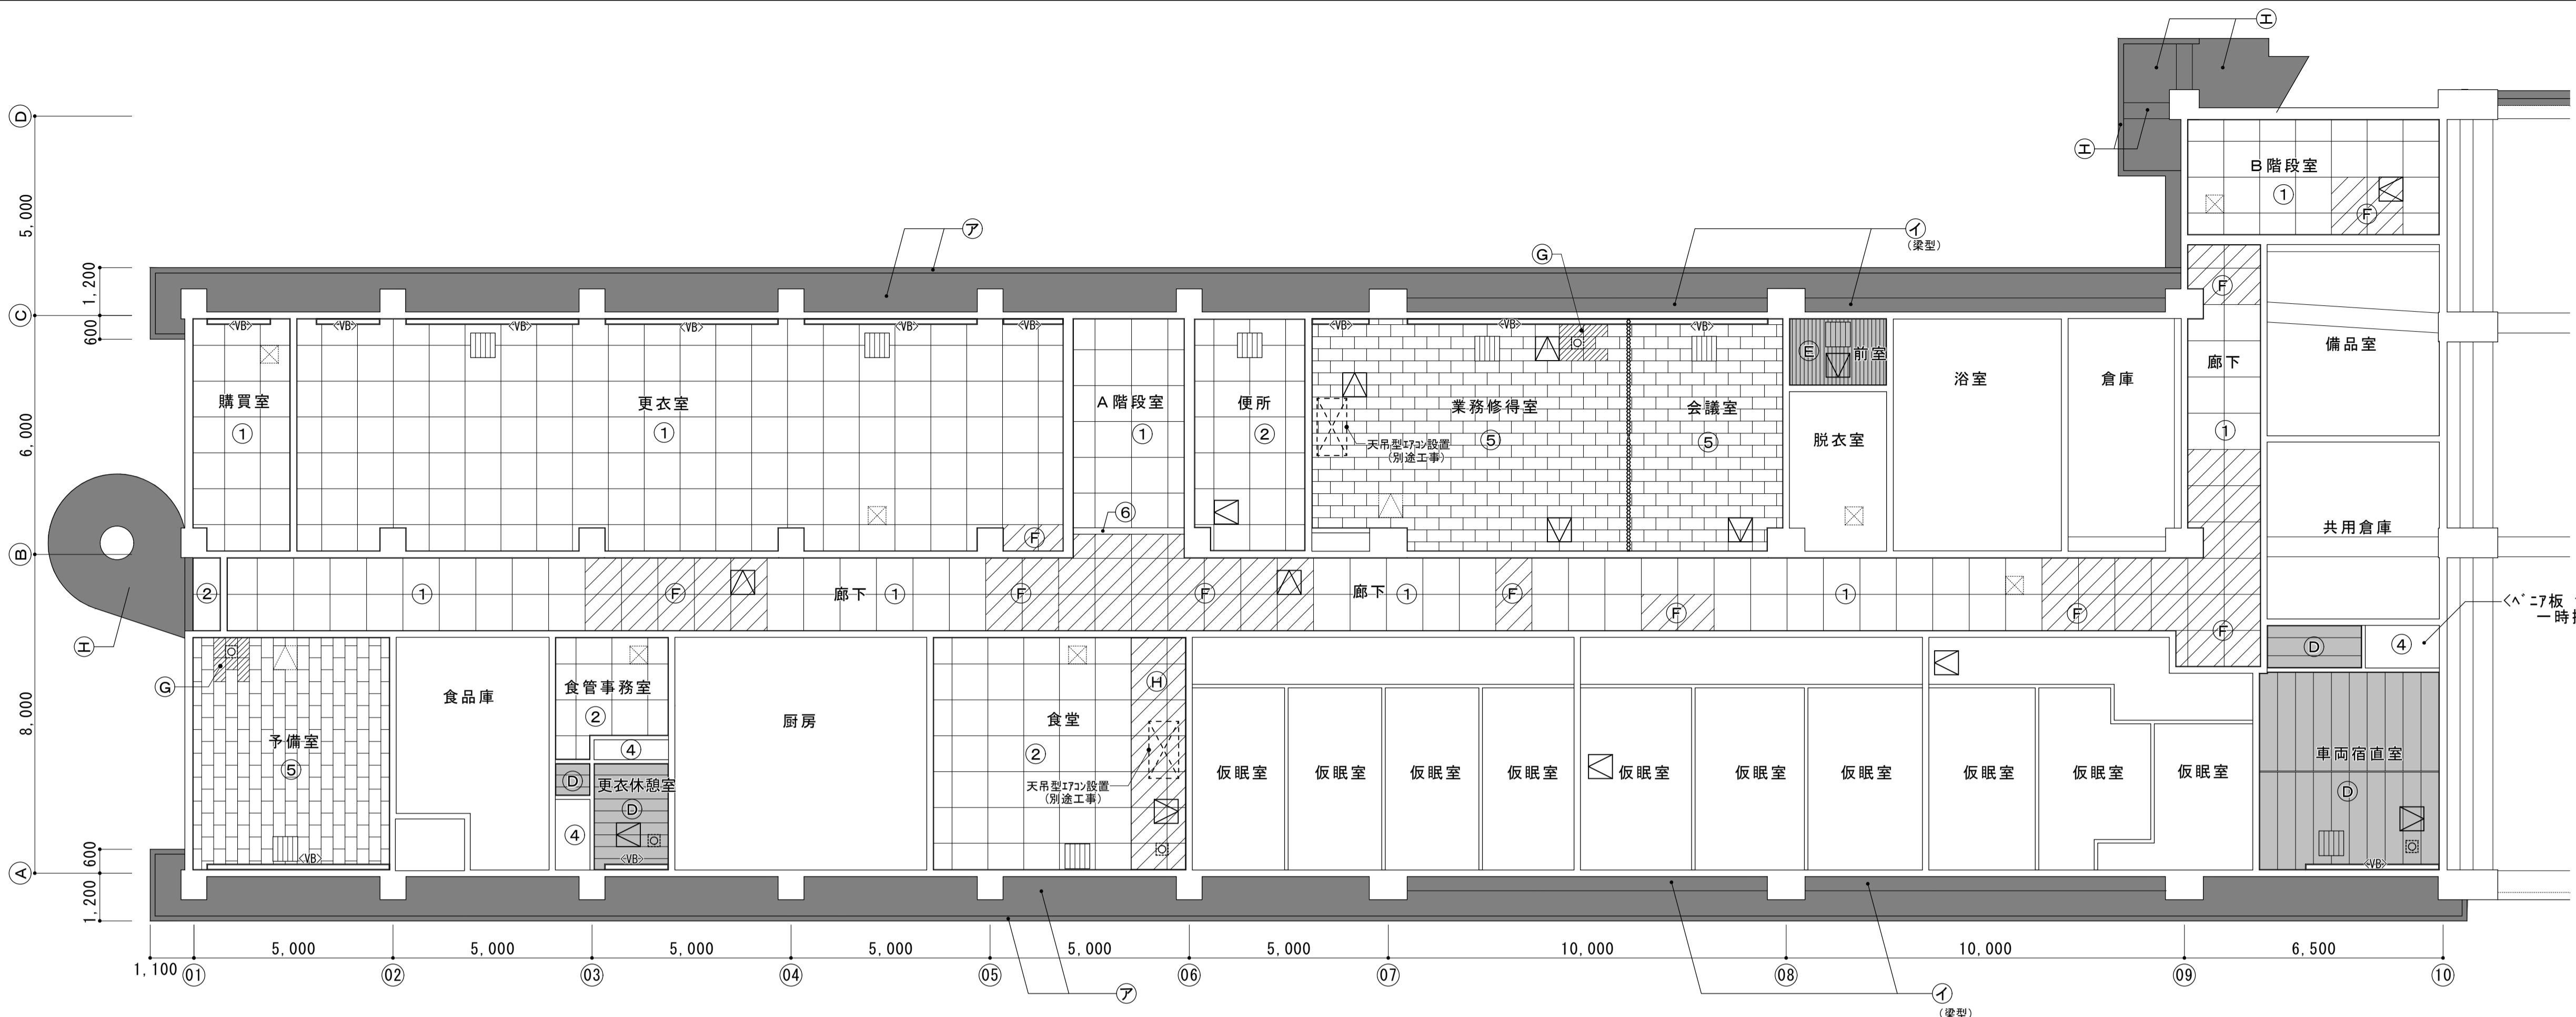 エ
D
エ
B階段室
①
F
5,000
ア
イ
(梁型)
G
1,200
C
600
<VB>
<VB>
<VB>
<VB>
<VB>
<VB>
<VB>
<VB>
<VB>
F
E
前室
備品室
廊下
浴室
倉庫
購買室
①
更衣室
①
A階段室
①
便所
②
業務修得室
⑤
会議室
⑤
天吊型ｴｱｺﾝ設置
(別途工事)
脱衣室
①
6,000
⑥
F
共用倉庫
B
②
①
F
廊下
①
F
F
廊下
①
F
F
①
F
F
<ﾍﾞﾆｱ板
エ
G
D
④
食品庫
食管事務室
②
厨房
食堂
②
H
8,000
予備室
⑤
④
D
更衣休憩室
D
④
天吊型ｴｱｺﾝ設置
(別途工事)
仮眠室
仮眠室
仮眠室
仮眠室
仮眠室
仮眠室
仮眠室
仮眠室
仮眠室
仮眠室
車両宿直室
D
600
<VB>
<VB>
<VB>
A
1,200
5,000
5,000
5,000
5,000
5,000
5,000
10,000
10,000
6,500
1,100
01
02
03
04
05
06
07
08
09
10
ア
イ
(梁型)